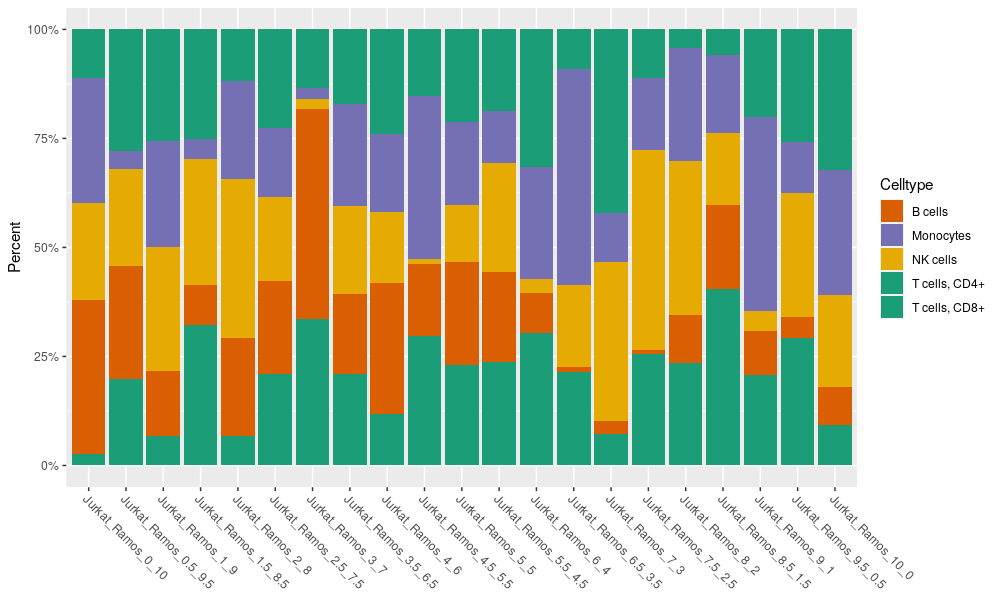 100%
75%
50%
25%
0%
Percent
Celltype
B cells
Monocytes
NK cells
T cells, CD4+
T cells, CD8+
Jurkat_Ramos_0_10
Jurkat_Ramos_0.5_9.5
Jurkat_Ramos_1_9
Jurkat_Ramos_1.5_8.5
Jurkat_Ramos_2_8
Jurkat_Ramos_2.5_7.5
Jurkat_Ramos_3_7
Jurkat_Ramos_3.5_6.5
Jurkat_Ramos_4_6
Jurkat_Ramos_4.5_5.5
Jurkat_Ramos_5_5
Jurkat_Ramos_5.5_4.5
Jurkat_Ramos_6_4
Jurkat_Ramos_6.5_3.5
Jurkat_Ramos_7_3
Jurkat_Ramos_7.5_2.5
Jurkat_Ramos_8_2
Jurkat_Ramos_8.5_1.5
Jurkat_Ramos_9_1
Jurkat_Ramos_9.5_0.5
Jurkat_Ramos_10_0